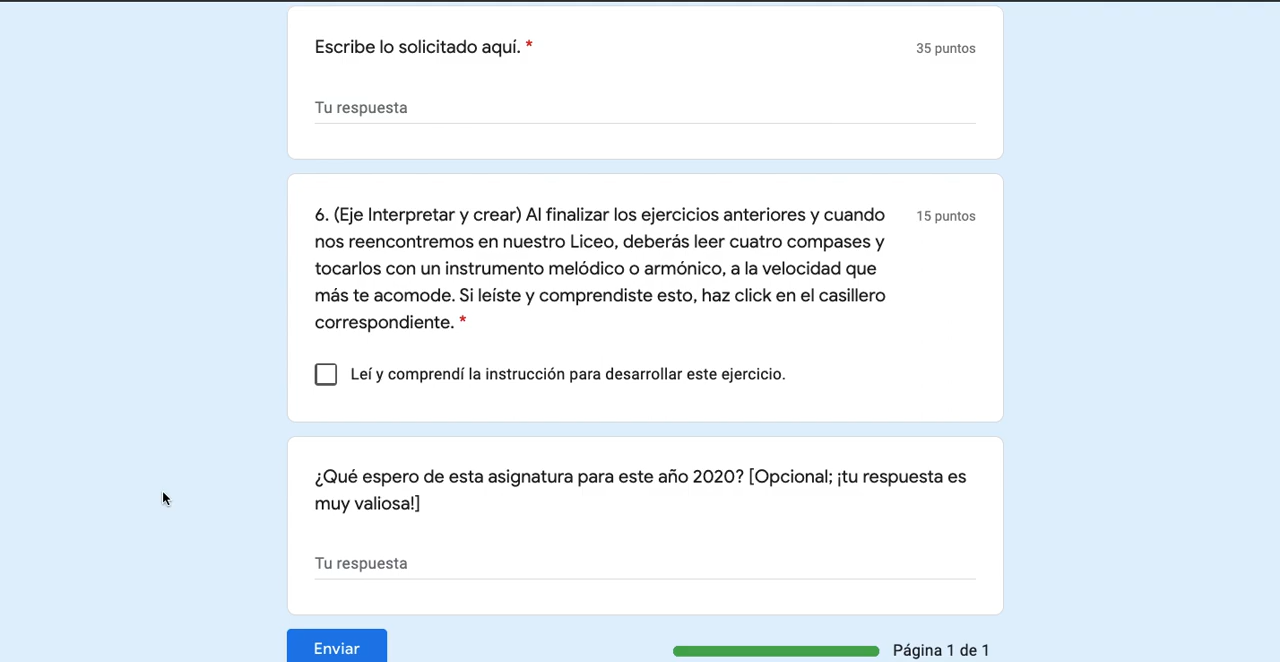 Escribe lo solicitado aquí. *
35 puntos
Tu respuesta
6. (Eje Interpretar y crear) Al finalizar los ejercicios anteriores y cuando
15 puntos
nos reencontremos en nuestro Liceo, deberás leer cuatro compases y
tocarlos con un instrumento melódico o armónico, a la velocidad que
más te acomode. Si leíste y comprendiste esto, haz click en el casillero
correspondiente. *
Leí y comprendí la instrucción para desarrollar este ejercicio.
¿Qué espero de esta asignatura para este año 2020? [Opcional; ¡tu respuesta es
muy valiosa!]
Tu respuesta
Enviar
Página 1 de 1